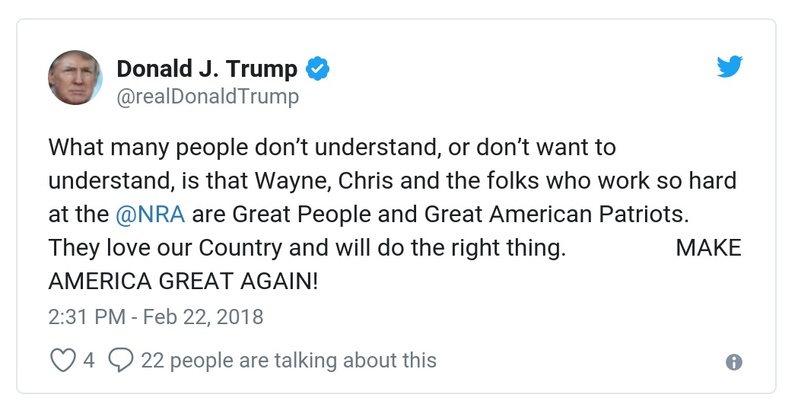 Donald J. Trump
@realDonaldTrump
What many people don’t understand, or don’t want to
understand, is that Wayne, Chris and the folks who work so hard
at the @NRA are Great People and Great American Patriots.
They love our Country and will do the right thing. MAKE
AMERICA GREAT AGAIN!
2:31 PM - Feb 22, 2018
4 22 people are talking about this